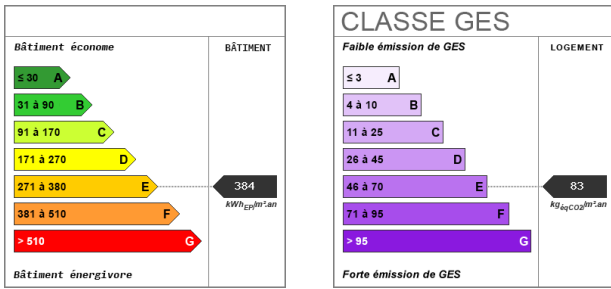 Bâtiment économe
BÂTIMENT
≤ 30 A
31 à 90 B
91 à 170 C
171 à 270 D
271 à 380 E
384
kWhEP/m².an
381 à 510 F
> 510 G
Bâtiment énergivore
CLASSE GES
Faible émission de GES
LOGEMENT
≤ 3 A
4 à 10 B
11 à 25 C
26 à 45 D
46 à 70 E
83
kgéqCO2/m².an
71 à 95 F
> 95 G
Forte émission de GES